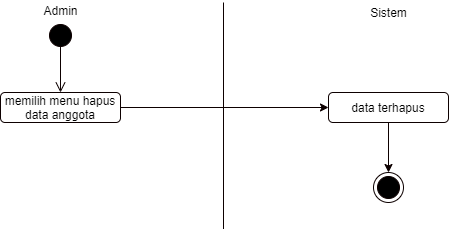 Admin
Sistem
memilih menu hapus
data anggota
data terhapus